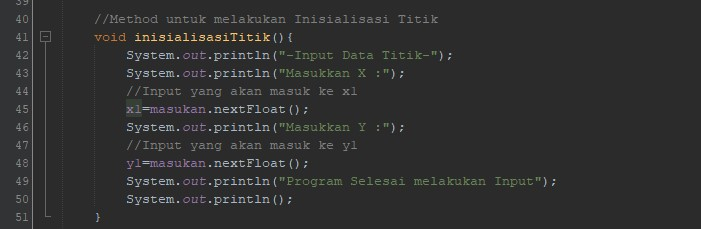 39
40 //Method untuk melakukan Inisialisasi Titik
41 void inisialisasiTitik(){
42 System.out.println("-Input Data Titik-");
43 System.out.println("Masukkan X :");
44 //Input yang akan masuk ke x1
45 x1=masukan.nextFloat();
46 System.out.println("Masukkan Y :");
47 //Input yang akan masuk ke y1
48 y1=masukan.nextFloat();
49 System.out.println("Program Selesai melakukan Input");
50 System.out.println();
51 }